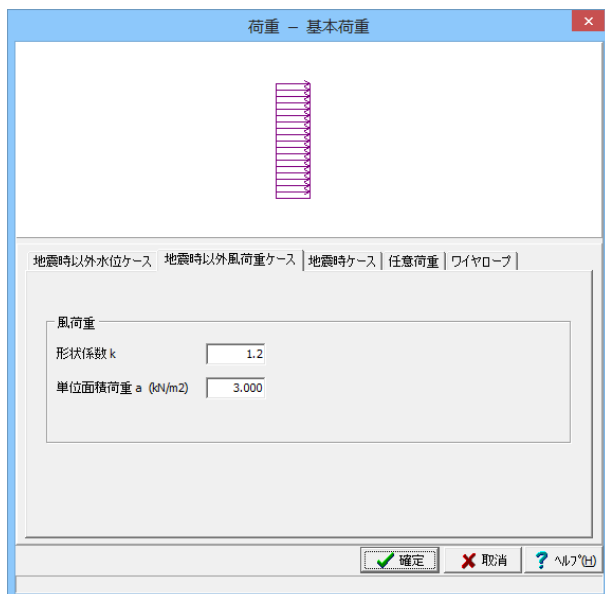 荷重 － 基本荷重
×
地震時以外水位ケース 地震時以外風荷重ケース 地震時ケース 任意荷重 ワイヤロープ
風荷重
形状係数 k 1.2
単位面積荷重 a (kN/m2) 3.000
確定 取消 ? ヘルプ(H)